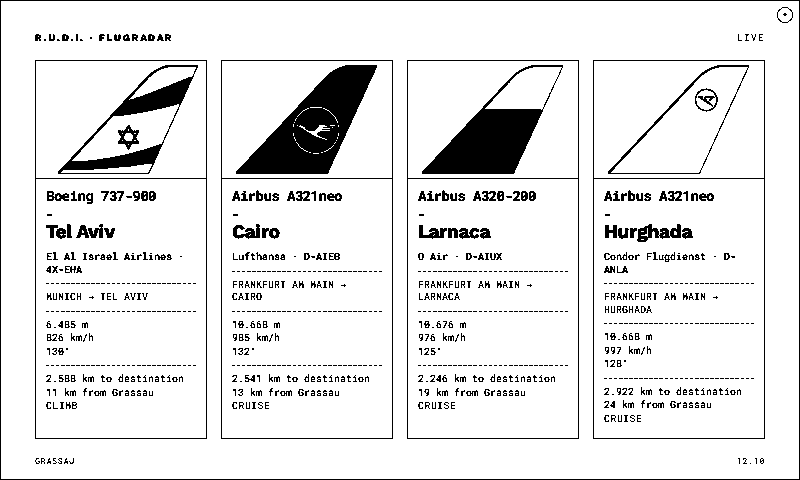 R.U.D.I. · FLUGRADAR
LIVE
Boeing 737-900
-
Tel Aviv
El Al Israel Airlines ·
4X-EHA
MUNICH → TEL AVIV
6.485 m
826 km/h
130°
2.588 km to destination
11 km from Grassau
CLIMB
Airbus A321neo
-
Cairo
Lufthansa · D-AIEB
FRANKFURT AM MAIN →
CAIRO
10.668 m
985 km/h
132°
2.541 km to destination
13 km from Grassau
CRUISE
Airbus A320-200
-
Larnaca
O Air · D-AIUX
FRANKFURT AM MAIN →
LARNACA
10.676 m
976 km/h
125°
2.246 km to destination
19 km from Grassau
CRUISE
Airbus A321neo
-
Hurghada
Condor Flugdienst · D-
ANLA
FRANKFURT AM MAIN →
HURGHADA
10.668 m
997 km/h
128°
2.922 km to destination
24 km from Grassau
CRUISE
GRASSAU
12.10